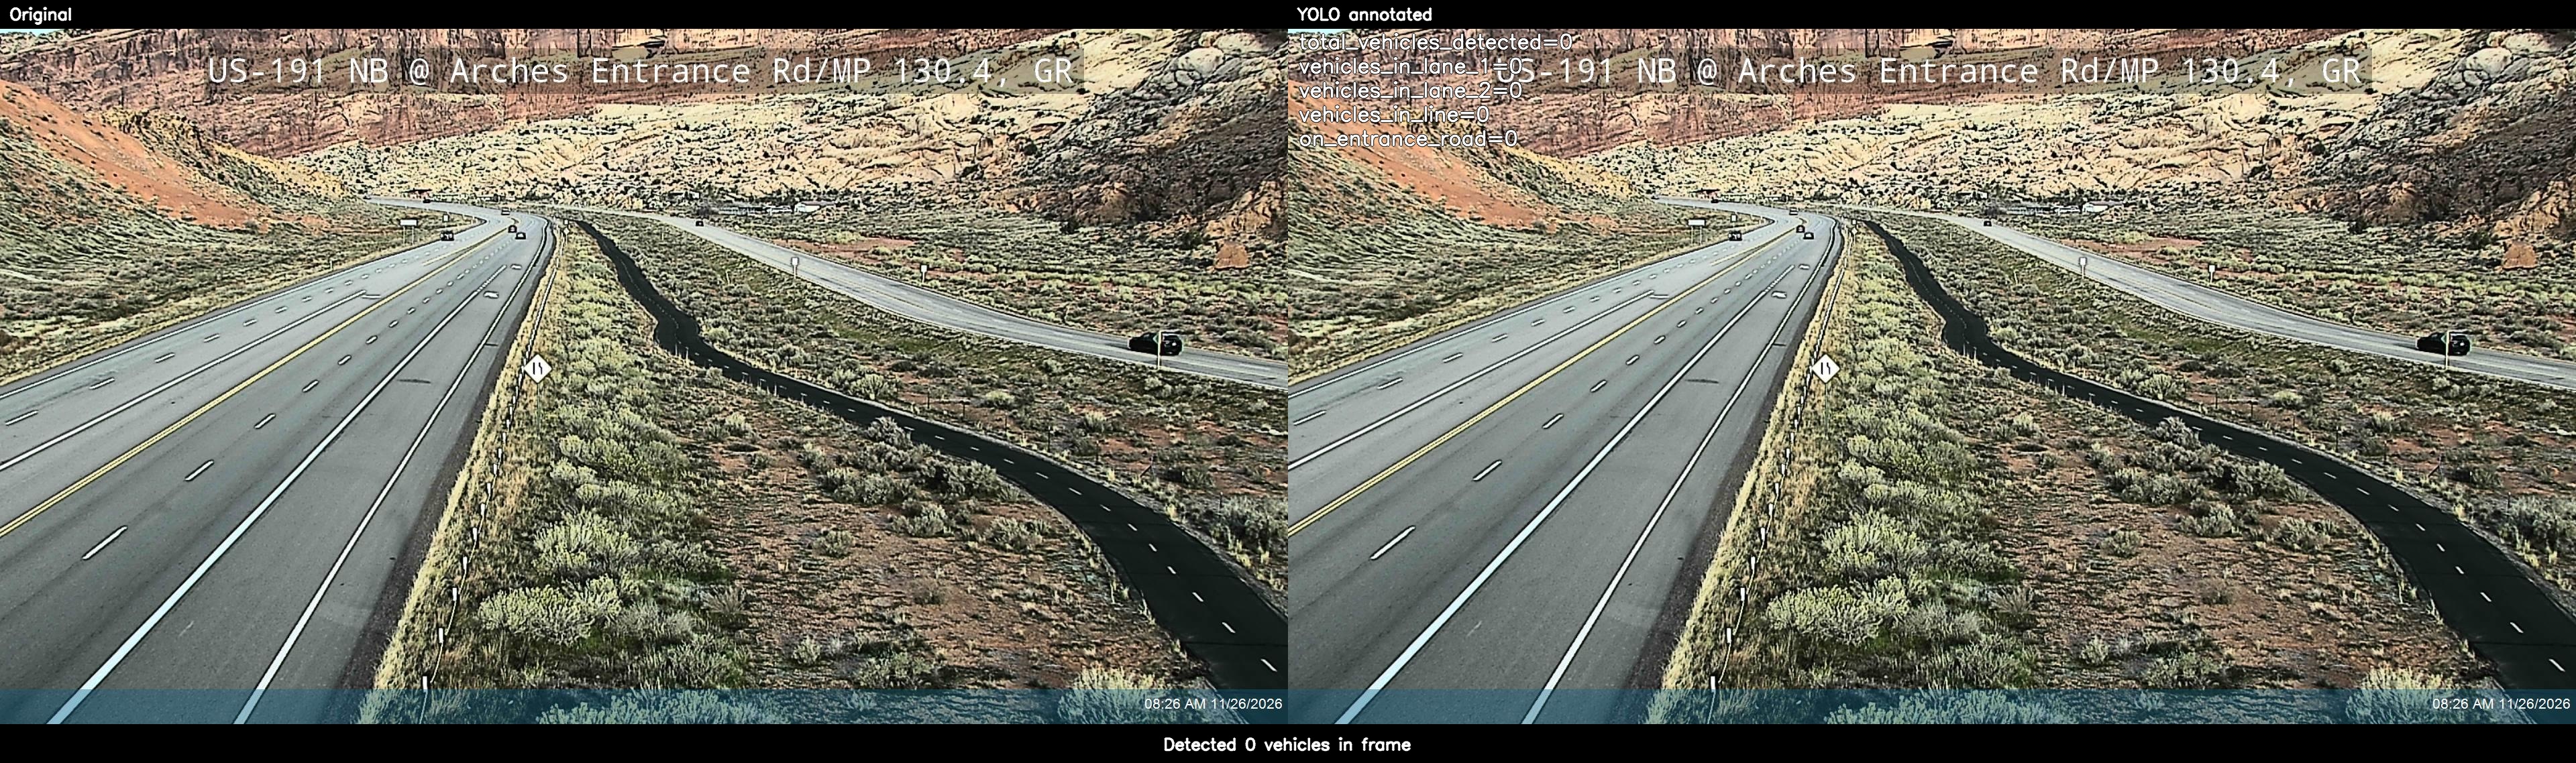 Original
YOLO annotated
US-191 NB @ Arches Entrance Rd/MP 130.4, GR
total_vehicles_detected=0
vehicles_in_lane_1=0
US-191 NB @ Arches Entrance Rd/MP 130.4, GR
vehicles_in_lane_2=0
vehicles_in_line=0
on_entrance_road=0
08:26 AM 11/26/2026
08:26 AM 11/26/2026
Detected 0 vehicles in frame